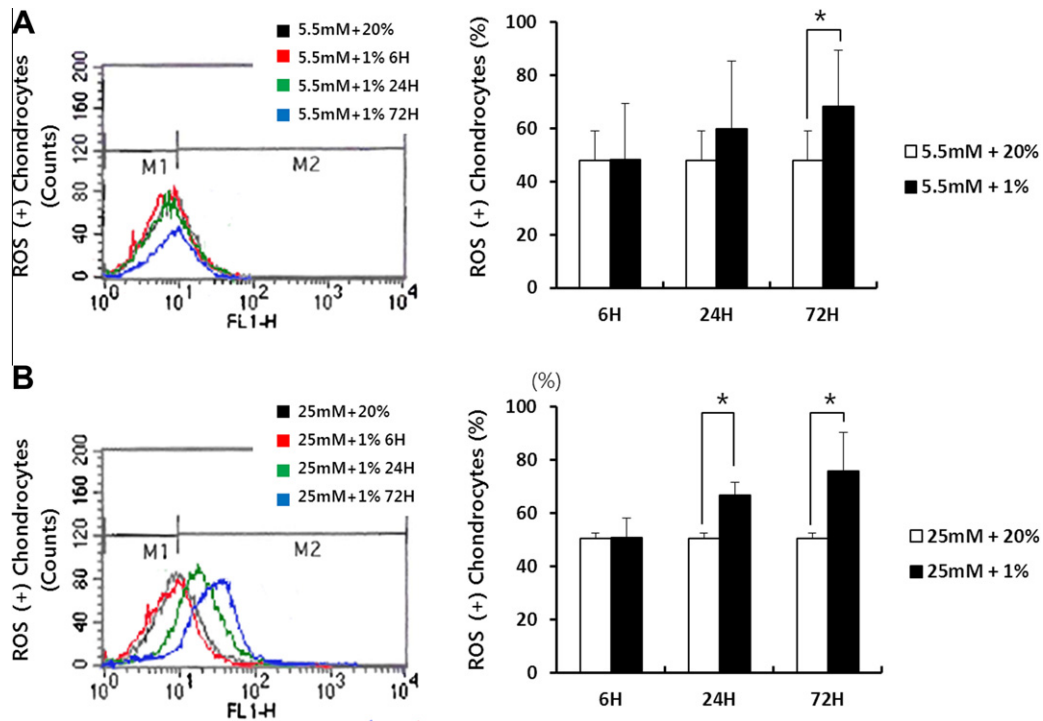 A
ROS (+) Chondrocytes
(Counts)
200
160
120
80
40
0
M1
M2
10^0
10^1
10^2
10^3
10^4
FL1-H
5.5mM+20%
5.5mM+1% 6H
5.5mM+1% 24H
5.5mM+1% 72H
ROS (+) Chondrocytes (%)
100
80
60
40
20
0
*
6H
24H
72H
5.5mM + 20%
5.5mM + 1%
B
ROS (+) Chondrocytes
(Counts)
200
160
120
80
40
0
M1
M2
10^0
10^1
10^2
10^3
10^4
FL1-H
25mM+20%
25mM+1% 6H
25mM+1% 24H
25mM+1% 72H
(%)
ROS (+) Chondrocytes (%)
100
80
60
40
20
0
*
*
6H
24H
72H
25mM + 20%
25mM + 1%